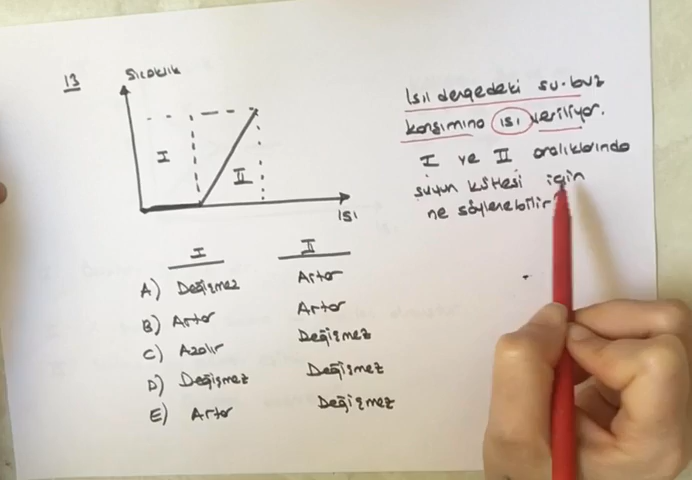 13
Sıcaklık
I
II
ısı
Isıl dengedeki su-buz
karışımına ısı veriliyor.
I ve II aralıklarında
suyun kütlesi için
ne söylenebilir
I II
A) Değişmez Artar
B) Artar Artar
C) Azalır Değişmez
D) Değişmez Değişmez
E) Artar Değişmez